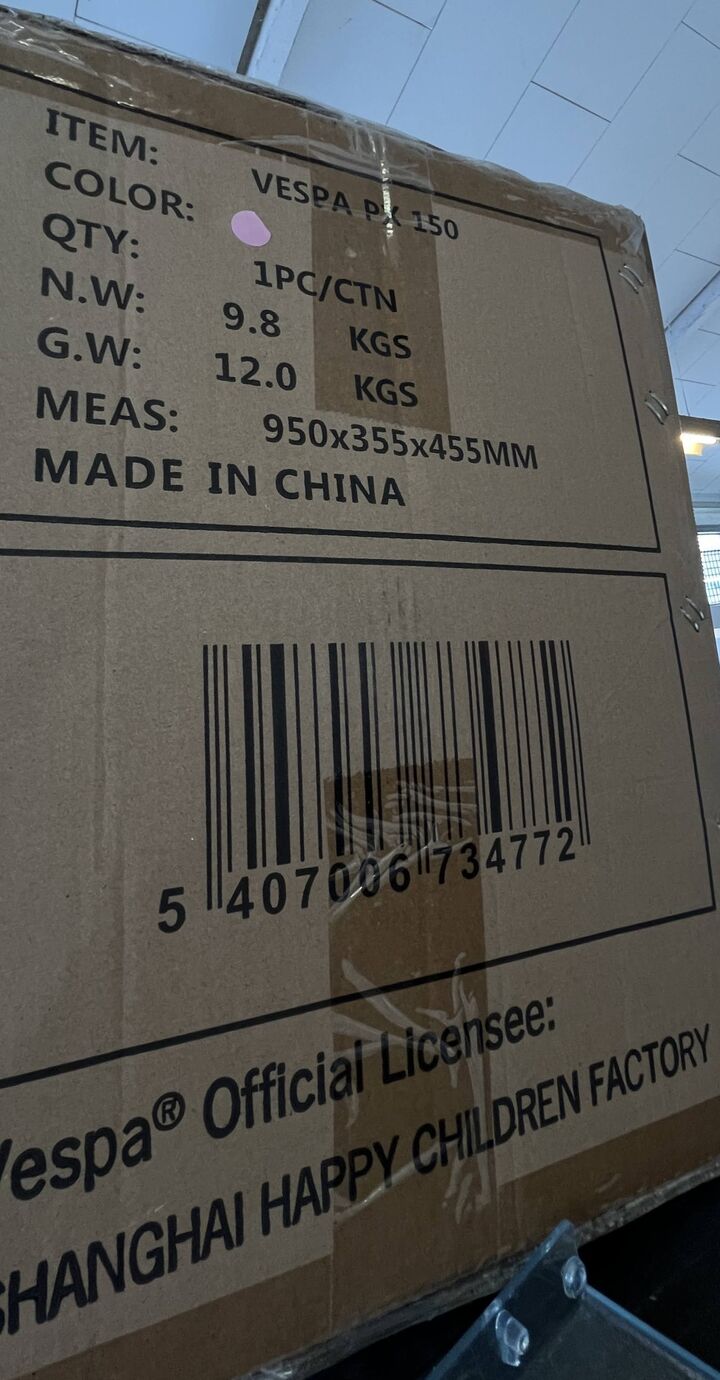 ITEM: VESPA PX 150
COLOR:
QTY: 1PC/CTN
N.W: 9.8 KGS
G.W: 12.0 KGS
MEAS: 950x355x455MM
MADE IN CHINA
5 407006 734772
Vespa® Official Licensee:
SHANGHAI HAPPY CHILDREN FACTORY